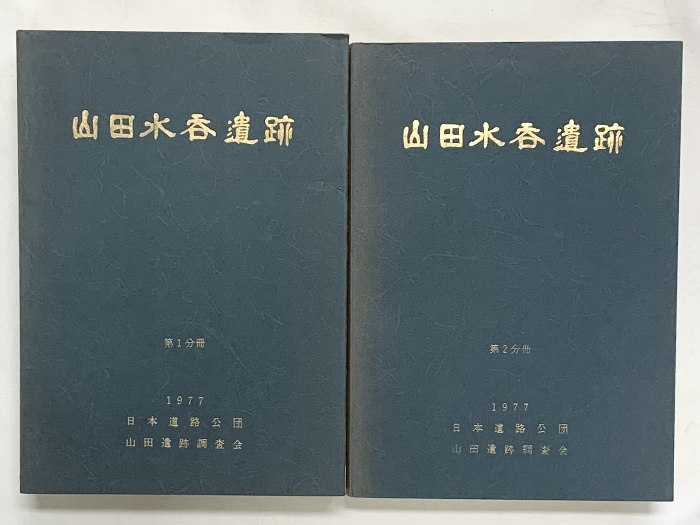 山田水呑遺跡
第1分冊
1977
日本道路公団
山田遺跡調査会
山田水呑遺跡
第2分冊
1977
日本道路公団
山田遺跡調査会